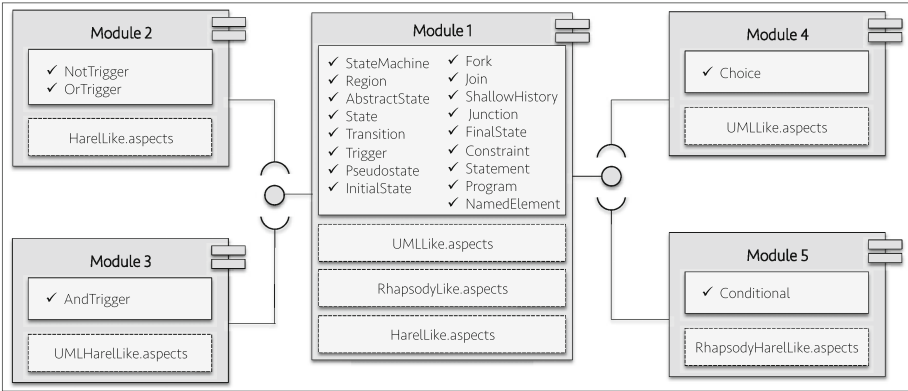 Module 2
✓ NotTrigger
✓ OrTrigger
HarelLike.aspects
Module 3
✓ AndTrigger
UMLHarelLike.aspects
Module 1
✓ StateMachine
✓ Region
✓ AbstractState
✓ State
✓ Transition
✓ Trigger
✓ Pseudostate
✓ InitialState
✓ Fork
✓ Join
✓ ShallowHistory
✓ Junction
✓ FinalState
✓ Constraint
✓ Statement
✓ Program
✓ NamedElement
UMLLike.aspects
RhapsodyLike.aspects
HarelLike.aspects
Module 4
✓ Choice
UMLLike.aspects
Module 5
✓ Conditional
RhapsodyHarelLike.aspects